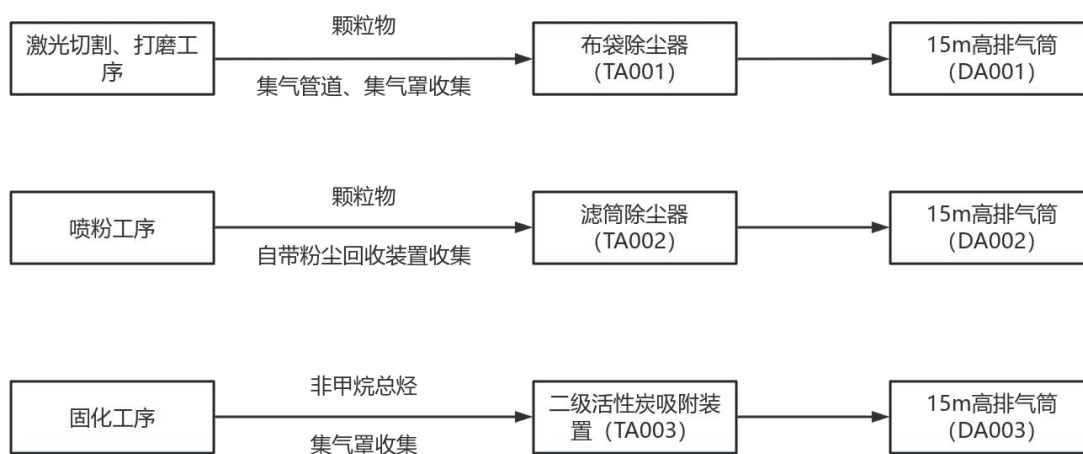 颗粒物
激光切割、打磨工
序
集气管道、集气罩收集
布袋除尘器
（TA001）
15m高排气筒
（DA001）
颗粒物
喷粉工序
自带粉尘回收装置收集
滤筒除尘器
（TA002）
15m高排气筒
（DA002）
非甲烷总烃
固化工序
集气罩收集
二级活性炭吸附装
置（TA003）
15m高排气筒
（DA003）